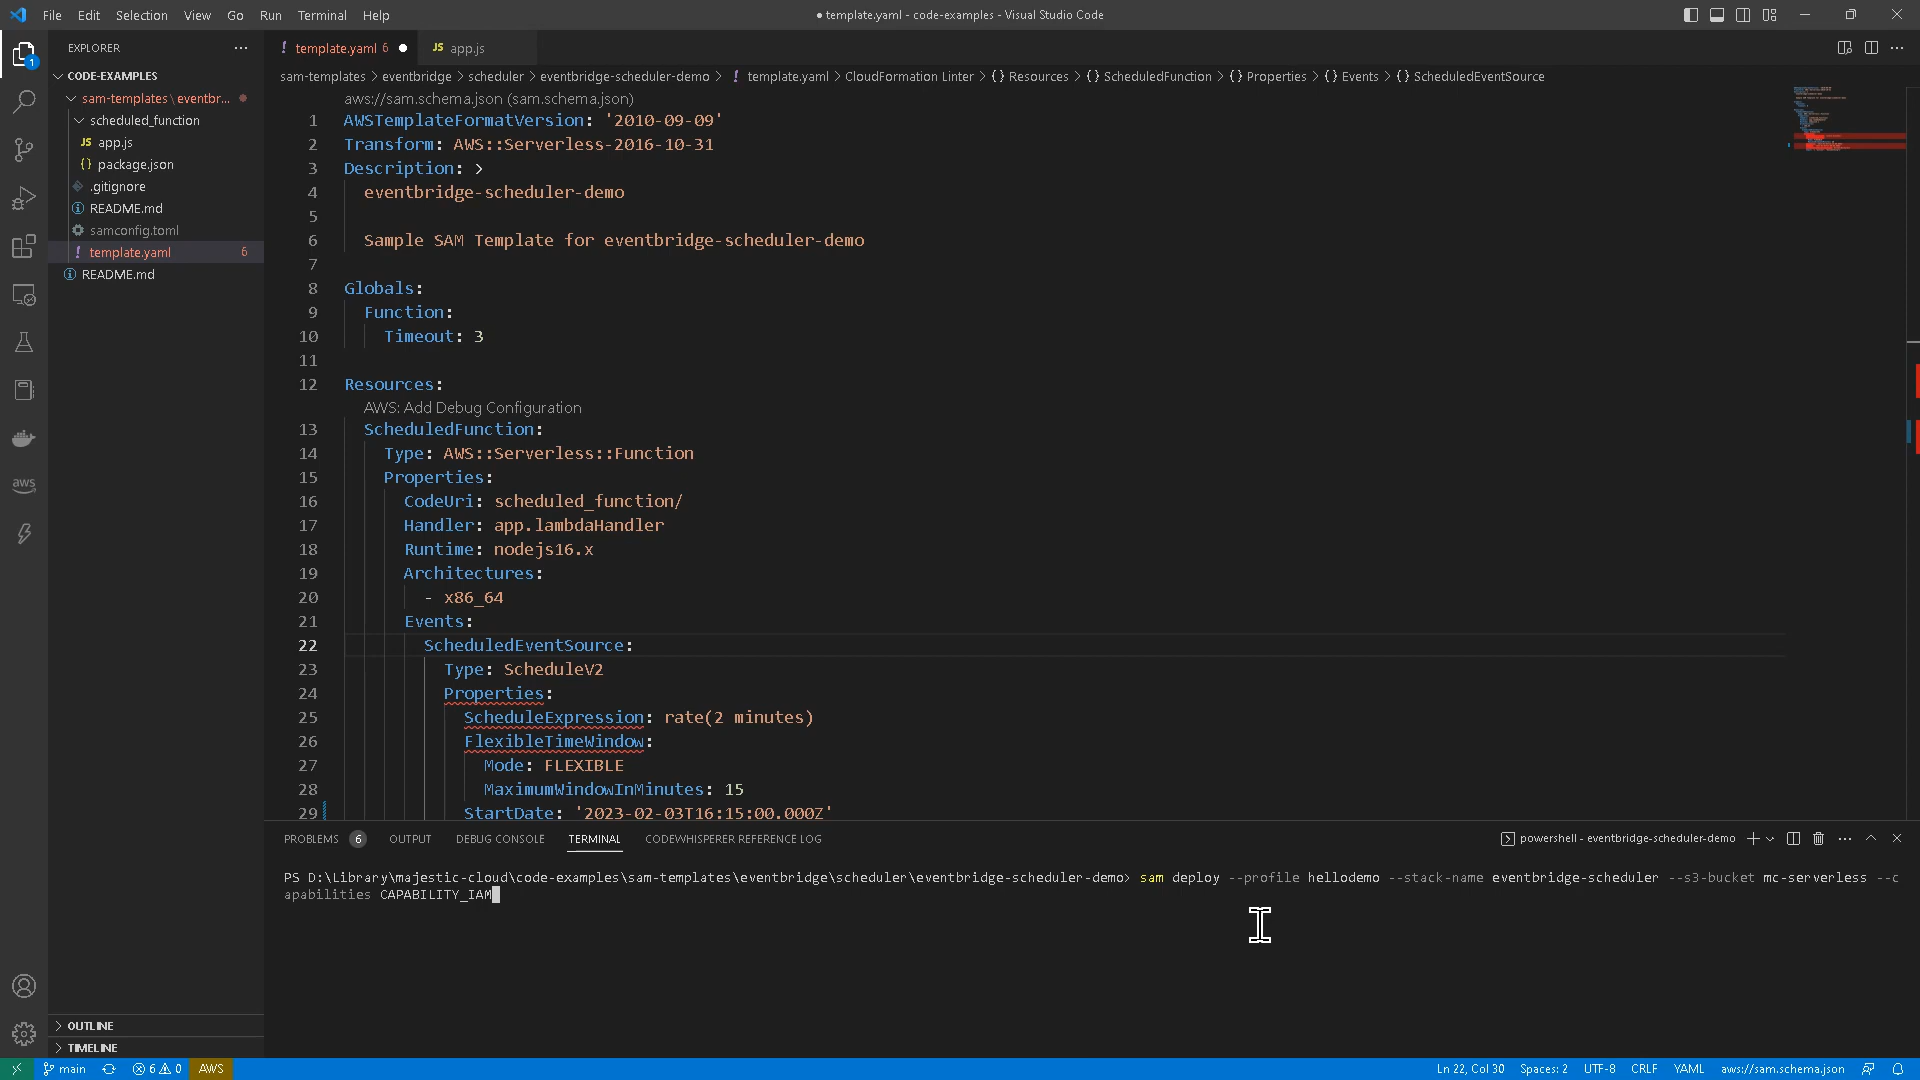 File Edit Selection View Go Run Terminal Help
● template.yaml - code-examples - Visual Studio Code
EXPLORER
1
CODE-EXAMPLES
sam-templates \ eventbr...
scheduled_function
JS app.js
{} package.json
.gitignore
README.md
samconfig.toml
! template.yaml 6
README.md
OUTLINE
TIMELINE
aws
! template.yaml 6 ●
JS app.js
sam-templates > eventbridge > scheduler > eventbridge-scheduler-demo > ! template.yaml > CloudFormation Linter > {} Resources > {} ScheduledFunction > {} Properties > {} Events > {} ScheduledEventSource
aws://sam.schema.json (sam.schema.json)
1 AWSTemplateFormatVersion: '2010-09-09'
2 Transform: AWS::Serverless-2016-10-31
3 Description: >
4 eventbridge-scheduler-demo
5
6 Sample SAM Template for eventbridge-scheduler-demo
7
8 Globals:
9 Function:
10 Timeout: 3
11
12 Resources:
AWS: Add Debug Configuration
13 ScheduledFunction:
14 Type: AWS::Serverless::Function
15 Properties:
16 CodeUri: scheduled_function/
17 Handler: app.lambdaHandler
18 Runtime: nodejs16.x
19 Architectures:
20 - x86_64
21 Events:
22 ScheduledEventSource:
23 Type: ScheduleV2
24 Properties:
25 ScheduleExpression: rate(2 minutes)
26 FlexibleTimeWindow:
27 Mode: FLEXIBLE
28 MaximumWindowInMinutes: 15
29 StartDate: '2023-02-03T16:15:00.000Z'
PROBLEMS 6 OUTPUT DEBUG CONSOLE TERMINAL CODEWHISPERER REFERENCE LOG
powershell - eventbridge-scheduler-demo
PS D:\Library\majestic-cloud\code-examples\sam-templates\eventbridge\scheduler\eventbridge-scheduler-demo> sam deploy --profile hellodemo --stack-name eventbridge-scheduler --s3-bucket mc-serverless --c
apabilities CAPABILITY_IAM
main 6 0 AWS
Ln 22, Col 30 Spaces: 2 UTF-8 CRLF YAML aws://sam.schema.json